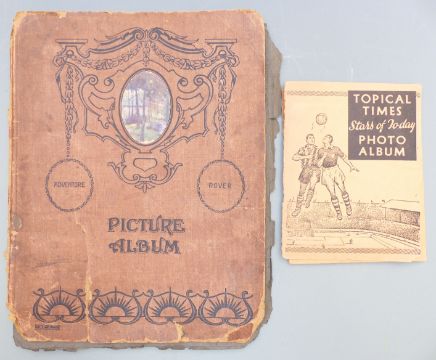 ADVENTURE
ROVER
PICTURE
ALBUM
TOPICAL
TIMES
Stars of To-day
PHOTO
ALBUM